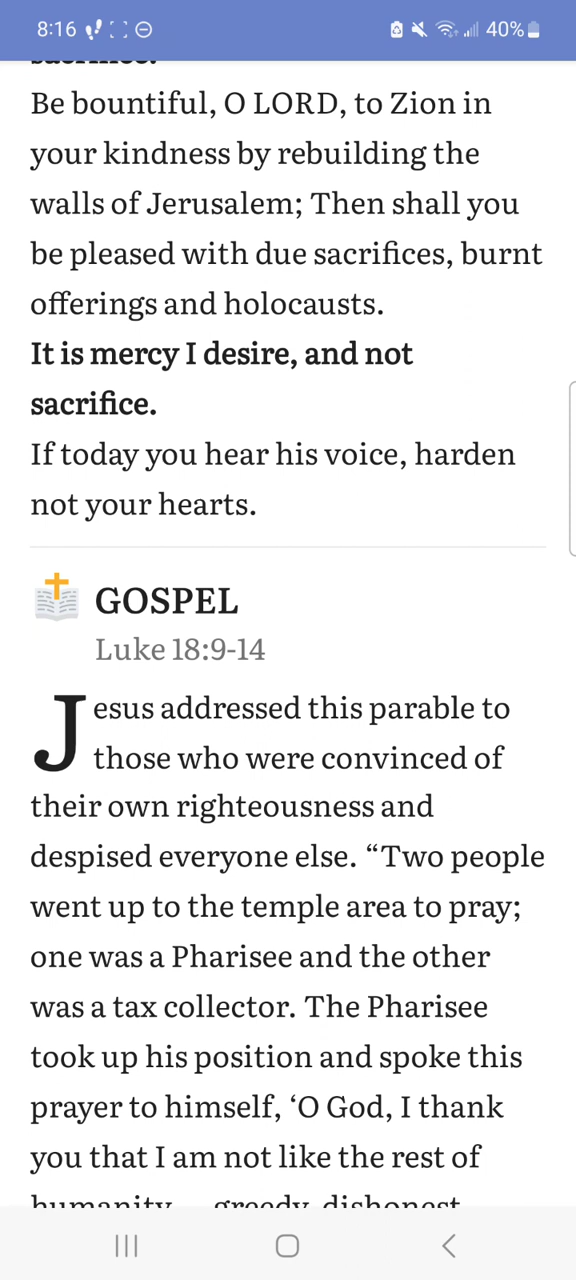 8:16
40%
sacrifice.
Be bountiful, O LORD, to Zion in
your kindness by rebuilding the
walls of Jerusalem; Then shall you
be pleased with due sacrifices, burnt
offerings and holocausts.
It is mercy I desire, and not
sacrifice.
If today you hear his voice, harden
not your hearts.
GOSPEL
Luke 18:9-14
Jesus addressed this parable to
those who were convinced of
their own righteousness and
despised everyone else. “Two people
went up to the temple area to pray;
one was a Pharisee and the other
was a tax collector. The Pharisee
took up his position and spoke this
prayer to himself, ‘O God, I thank
you that I am not like the rest of
humanity — greedy, dishonest,